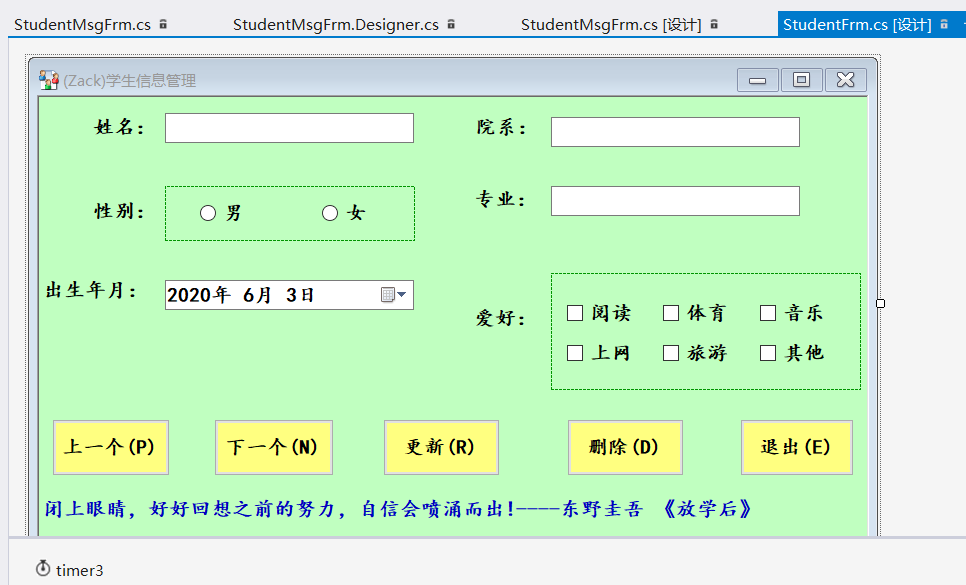 StudentMsgFrm.cs StudentMsgFrm.Designer.cs StudentMsgFrm.cs [设计] StudentFrm.cs [设计]
(Zack)学生信息管理
姓名： 院系：
性别： 男 女 专业：
出生年月： 2020年 6月 3日
爱好： 阅读 体育 音乐
上网 旅游 其他
上一个(P) 下一个(N) 更新(R) 删除(D) 退出(E)
闭上眼睛，好好回想之前的努力，自信会喷涌而出!----东野圭吾 《放学后》
timer3